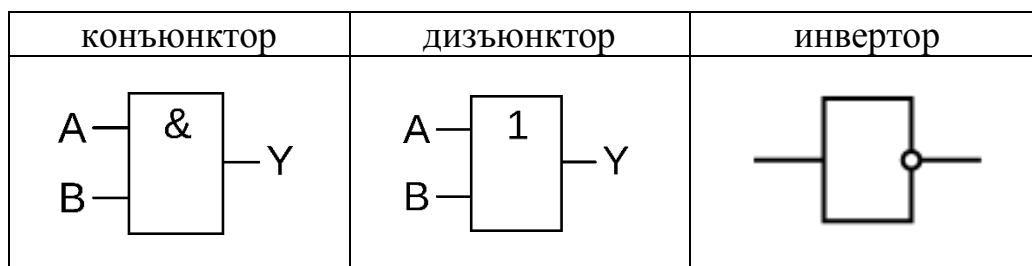 конъюнктор дизъюнктор инвертор
A & Y A 1 Y
B B